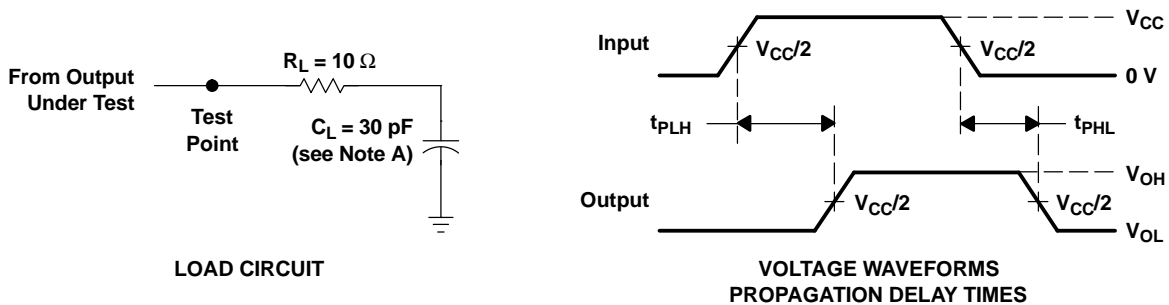 From Output
Under Test
Test
Point
R_L = 10 Ω
C_L = 30 pF
(see Note A)
LOAD CIRCUIT
Input
V_CC/2
V_CC/2
V_CC
0 V
t_PLH
t_PHL
Output
V_CC/2
V_CC/2
V_OH
V_OL
VOLTAGE WAVEFORMS
PROPAGATION DELAY TIMES